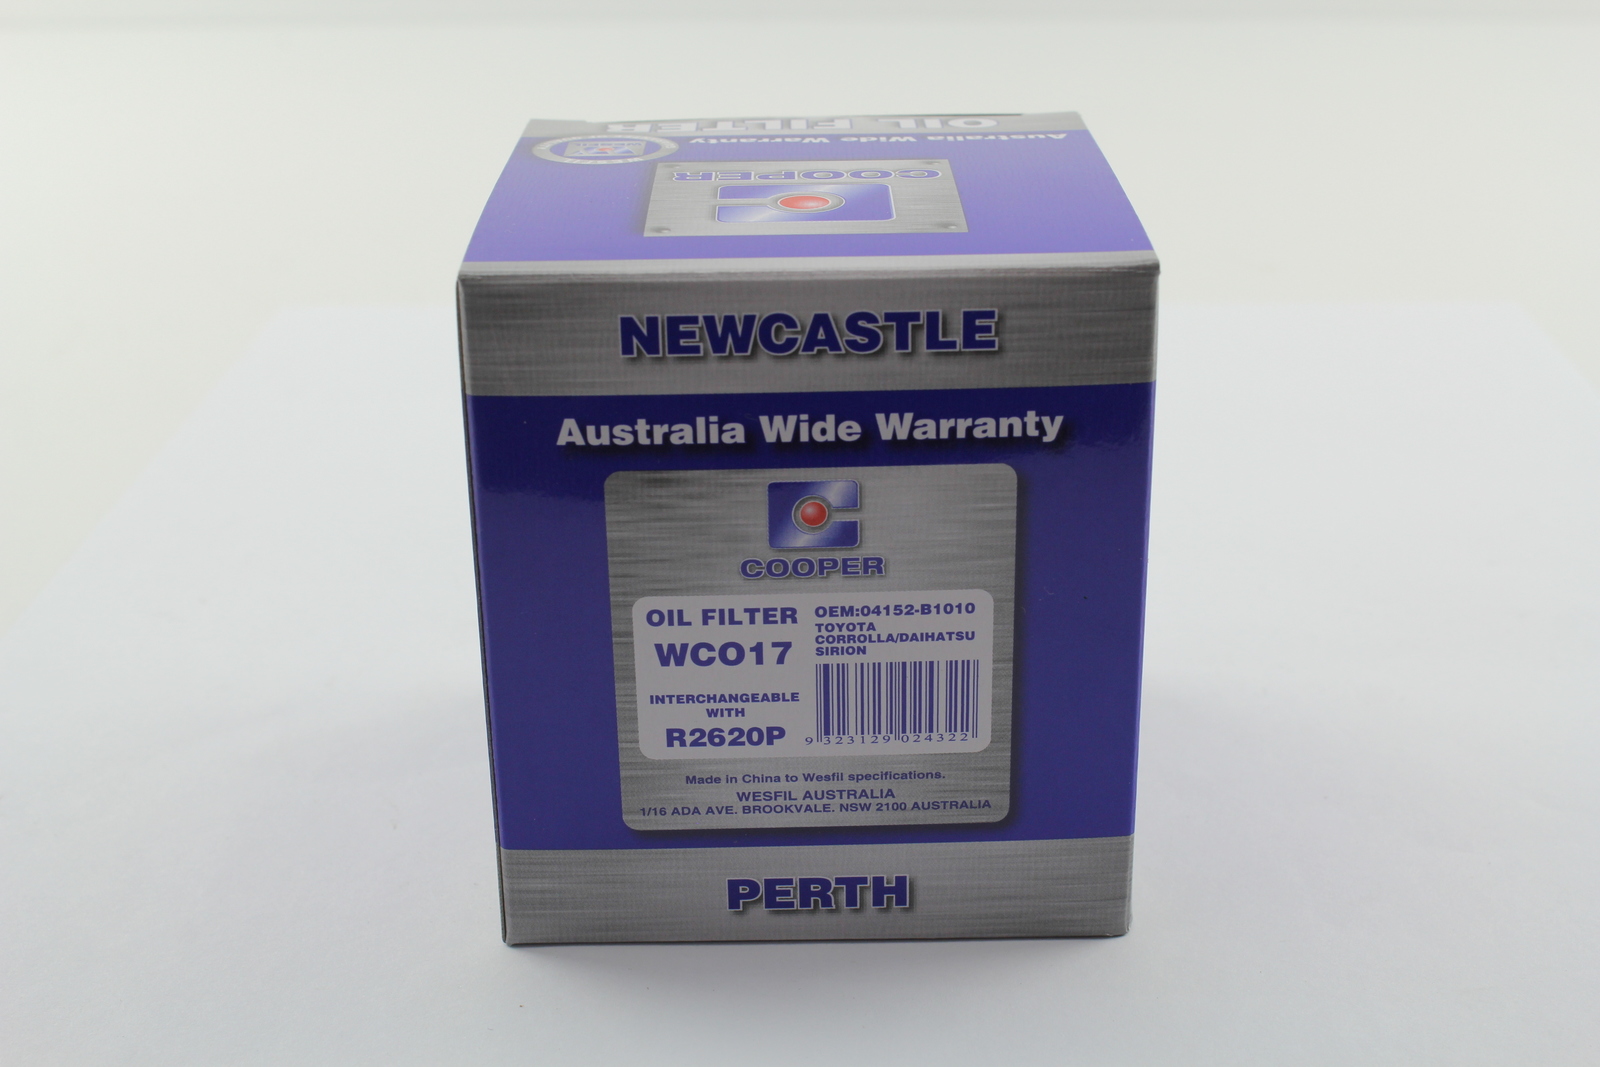 OIL FILTER
Australia Wide Warranty
COOPER
NEWCASTLE
Australia Wide Warranty
COOPER
OIL FILTER
WCO17
INTERCHANGEABLE
WITH
R2620P
OEM:04152-B1010
TOYOTA
CORROLLA/DAIHATSU
SIRION
9 323129 024322
Made in China to Wesfil specifications.
WESFIL AUSTRALIA
1/16 ADA AVE. BROOKVALE. NSW 2100 AUSTRALIA
PERTH